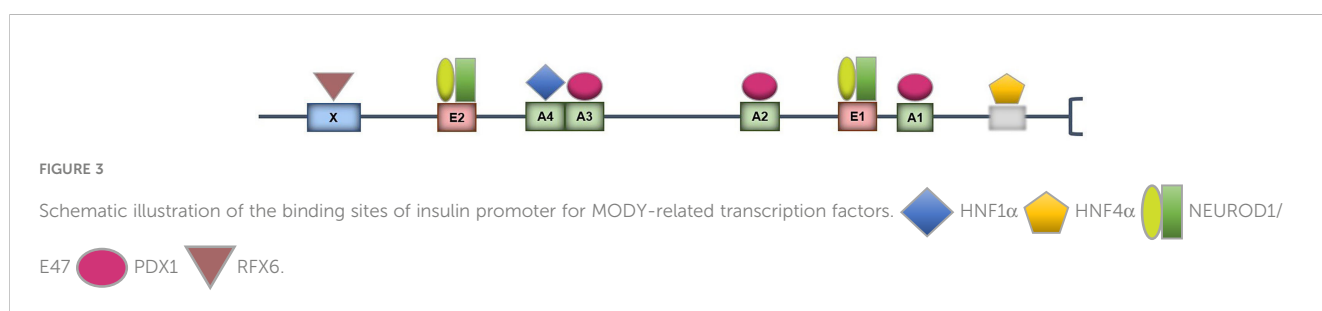 X E2 A4 A3 A2 E1 A1
FIGURE 3
Schematic illustration of the binding sites of insulin promoter for MODY-related transcription factors. HNF1α HNF4α NEUROD1/
E47 PDX1 RFX6.